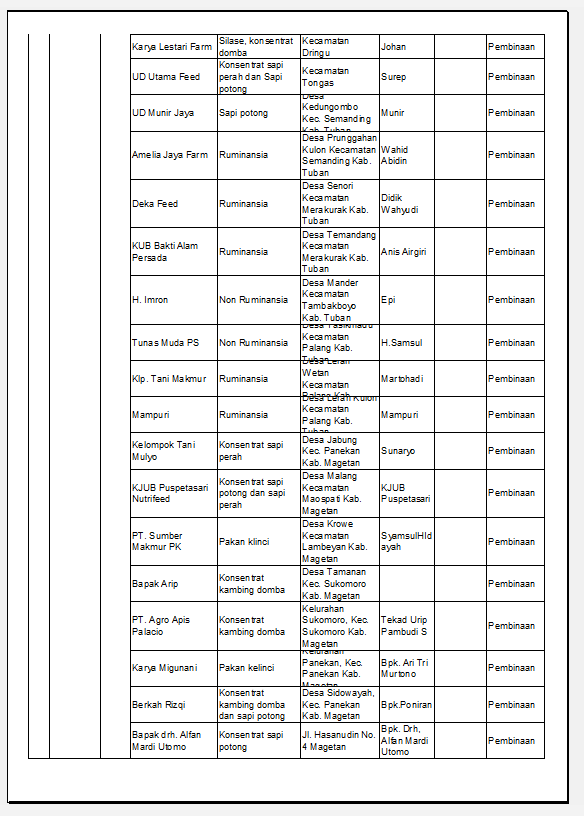 Karya Lestari Farm
Silase, konsentrat
domba
Kecamatan
Dringu
Johan
Pembinaan
UD Utama Feed
Konsentrat sapi
perah dan Sapi
potong
Kecamatan
Tongas
Surep
Pembinaan
UD Munir Jaya
Sapi potong
Desa
Kedungombo
Kec. Semanding
Kab. Tuban
Munir
Pembinaan
Amelia Jaya Farm
Ruminansia
Desa Prunggahan
Kulon Kecamatan
Semanding Kab.
Tuban
Wahid
Abidin
Pembinaan
Deka Feed
Ruminansia
Desa Senori
Kecamatan
Merakurak Kab.
Tuban
Didik
Wahyudi
Pembinaan
KUB Bakti Alam
Persada
Ruminansia
Desa Temandang
Kecamatan
Merakurak Kab.
Tuban
Anis Airgiri
Pembinaan
H. Imron
Non Ruminansia
Desa Mander
Kecamatan
Tambakboyo
Kab. Tuban
Epi
Pembinaan
Tunas Muda PS
Non Ruminansia
Desa Tasikmadu
Kecamatan
Palang Kab.
Tuban
H.Samsul
Pembinaan
Klp. Tani Makmur
Ruminansia
Desa Leran
Wetan
Kecamatan
Palang Kab.
Martohadi
Pembinaan
Mampuri
Ruminansia
Desa Leran Kulon
Kecamatan
Palang Kab.
Tuban
Mampuri
Pembinaan
Kelompok Tani
Mulyo
Konsentrat sapi
perah
Desa Jabung
Kec. Panekan
Kab. Magetan
Sunaryo
Pembinaan
KJUB Puspetasari
Nutrifeed
Konsentrat sapi
potong dan sapi
perah
Desa Malang
Kecamatan
Maospati Kab.
Magetan
KJUB
Puspetasari
Pembinaan
PT. Sumber
Makmur PK
Pakan klinci
Desa Krowe
Kecamatan
Lambeyan Kab.
Magetan
SyamsulHid
ayah
Pembinaan
Bapak Arip
Konsentrat
kambing domba
Desa Tamanan
Kec. Sukomoro
Kab. Magetan
Pembinaan
PT. Agro Apis
Palacio
Konsentrat
kambing domba
Kelurahan
Sukomoro, Kec.
Sukomoro Kab.
Magetan
Tekad Urip
Pambudi S
Pembinaan
Karya Migunani
Pakan kelinci
Kelurahan
Panekan, Kec.
Panekan Kab.
Magetan
Bpk. Ari Tri
Murtono
Pembinaan
Berkah Rizqi
Konsentrat
kambing domba
dan sapi potong
Desa Sidowayah,
Kec. Panekan
Kab. Magetan
Bpk.Poniran
Pembinaan
Bapak drh. Alfan
Mardi Utomo
Konsentrat sapi
potong
Jl. Hasanudin No.
4 Magetan
Bpk. Drh,
Alfan Mardi
Utomo
Pembinaan